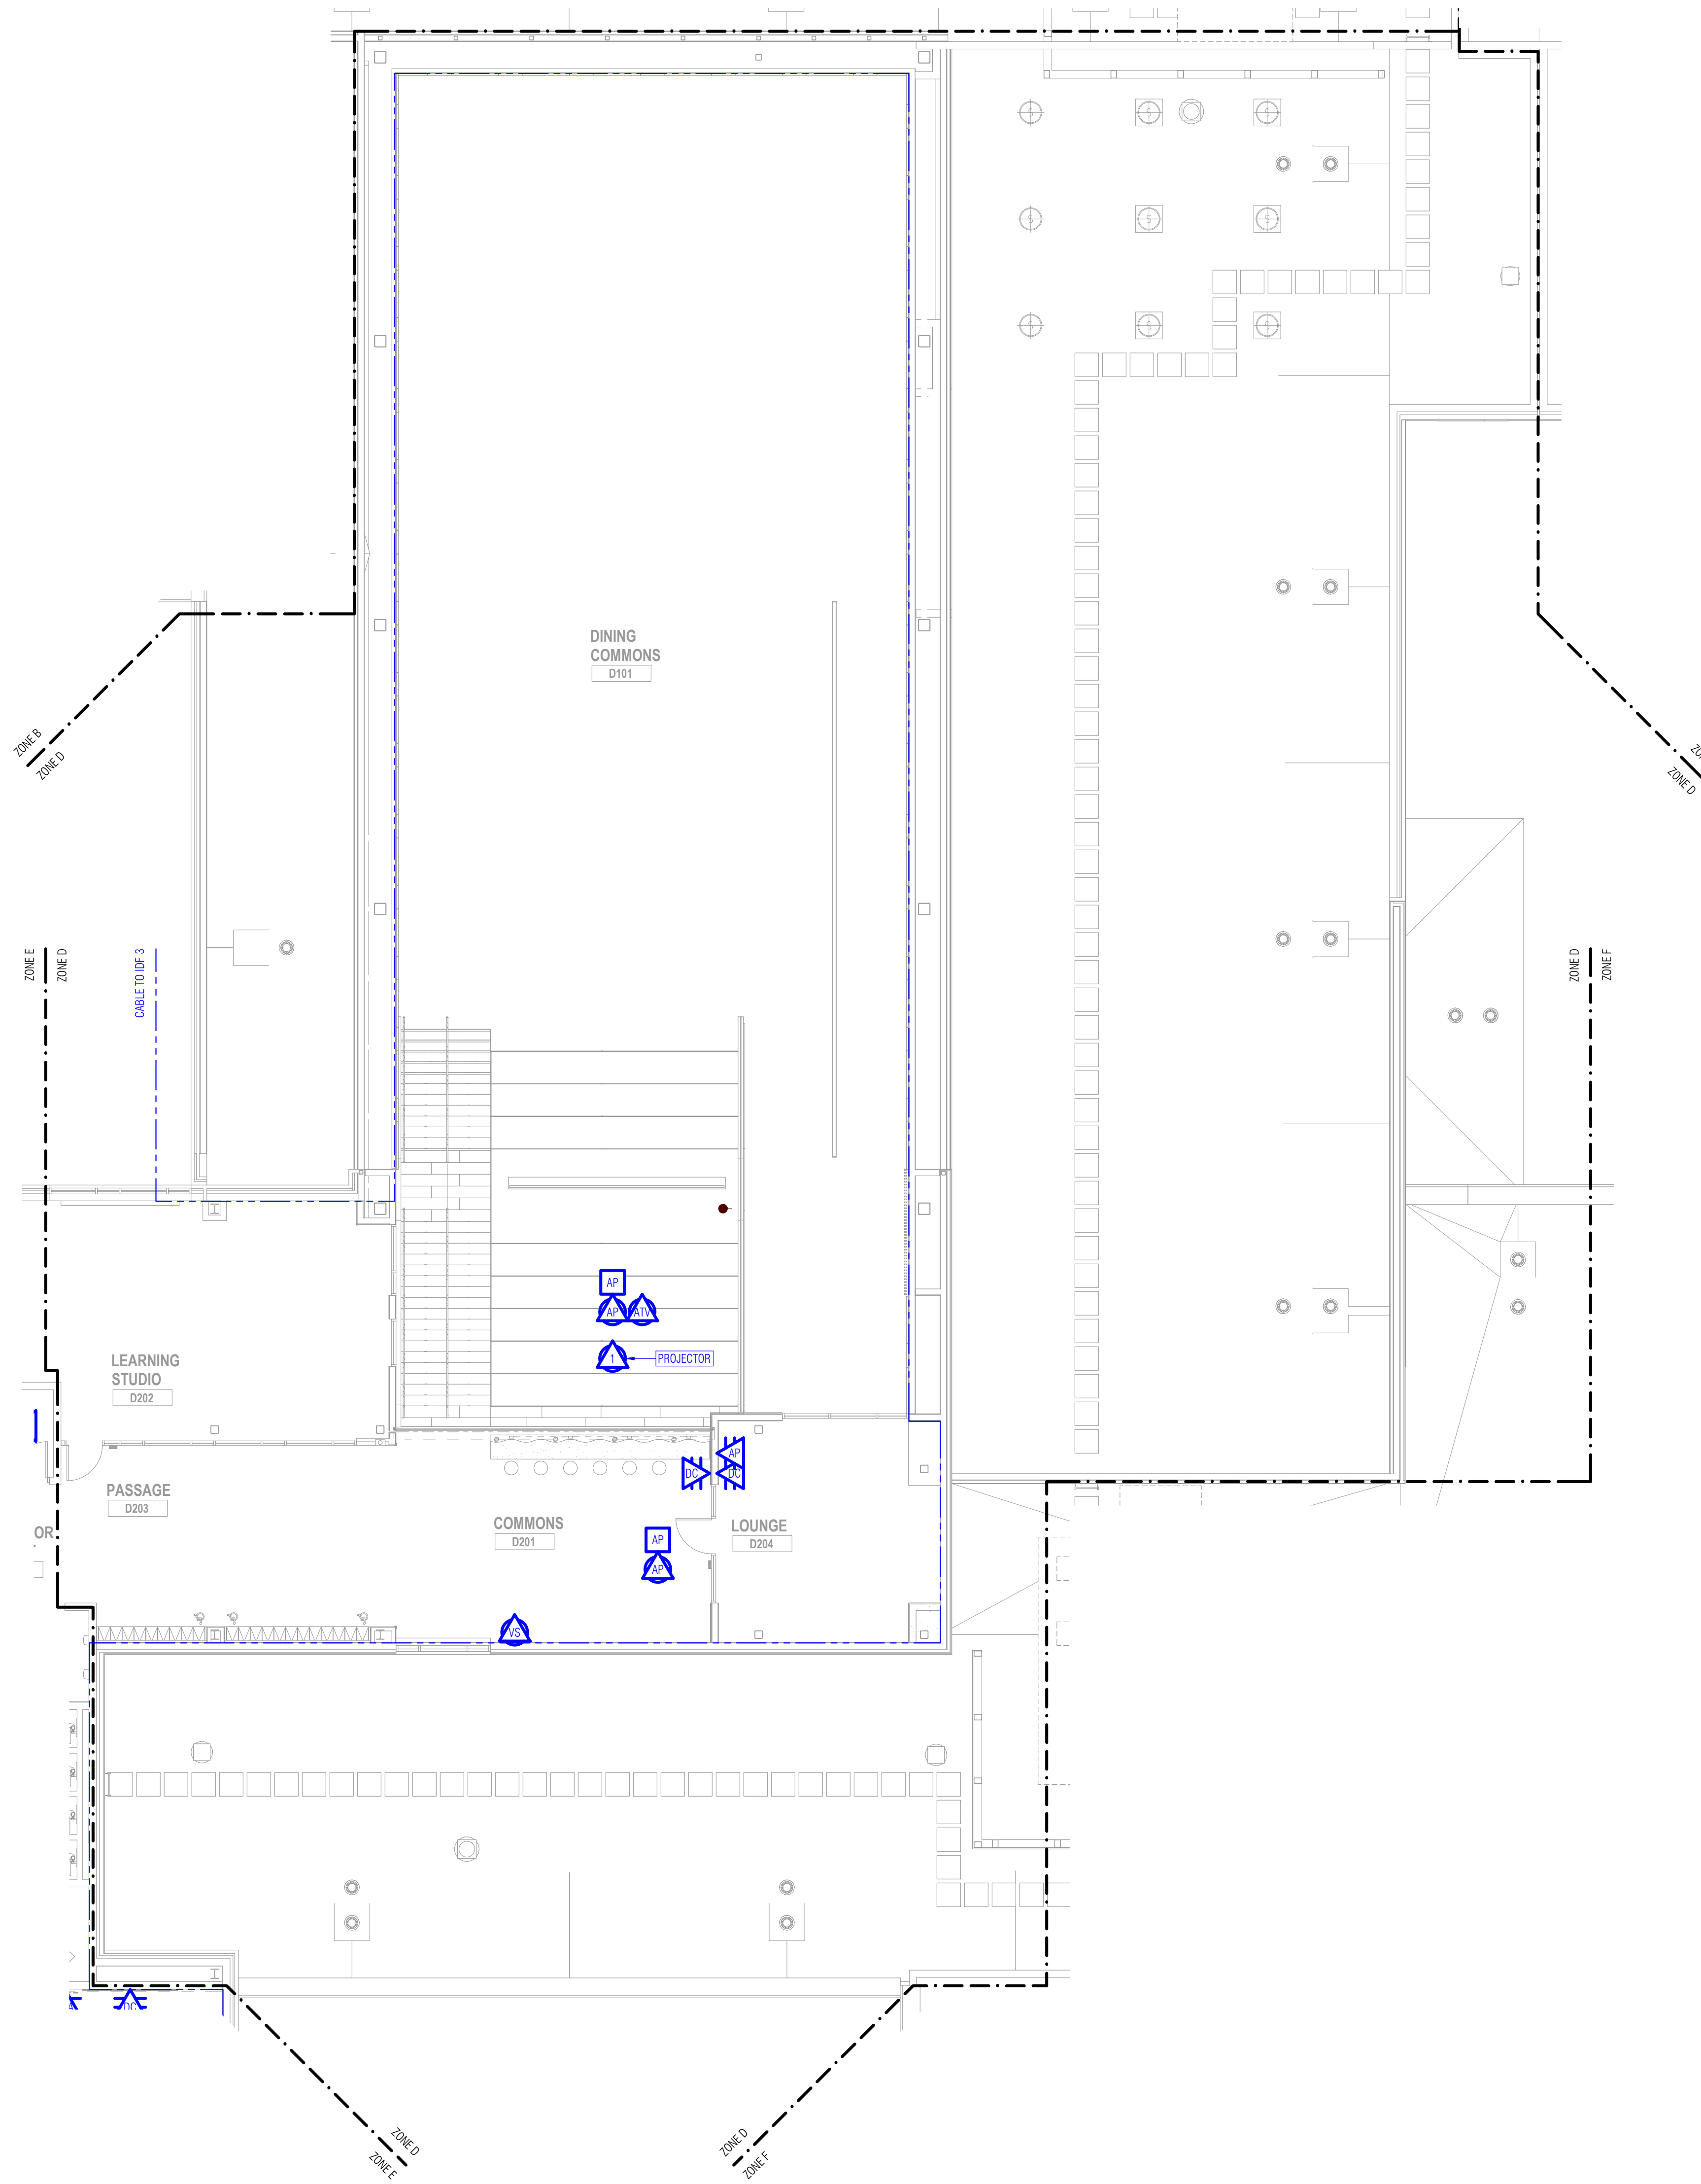 DINING
COMMONS
D101
ZONE B
ZONE D
ZONE D
ZONE E
ZONE D
CABLE TO IDF 3
ZONE D
ZONE F
AP
AP
ATV
1
PROJECTOR
LEARNING
STUDIO
D202
AP
DC
DC
PASSAGE
D203
OR
COMMONS
D201
LOUNGE
D204
AP
AP
VS
DC
ZONE D
ZONE E
ZONE D
ZONE F